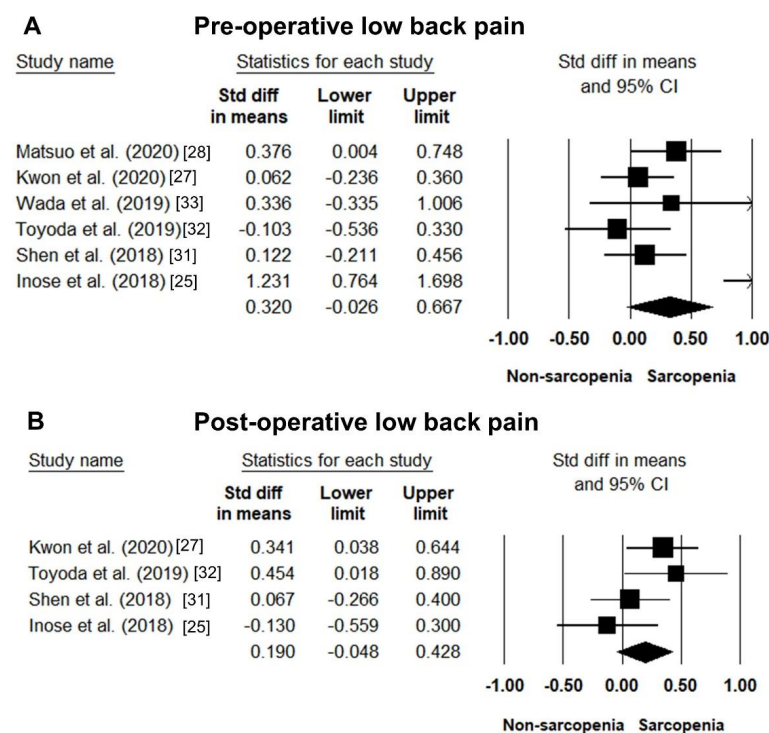 A Pre-operative low back pain
Study name Statistics for each study Std diff in means
and 95% CI
Std diff Lower Upper
in means limit limit
Matsuo et al. (2020) [28] 0.376 0.004 0.748
Kwon et al. (2020) [27] 0.062 -0.236 0.360
Wada et al. (2019) [33] 0.336 -0.335 1.006
Toyoda et al. (2019)[32] -0.103 -0.536 0.330
Shen et al. (2018) [31] 0.122 -0.211 0.456
Inose et al. (2018) [25] 1.231 0.764 1.698
0.320 -0.026 0.667
-1.00 -0.50 0.00 0.50 1.00
Non-sarcopenia Sarcopenia
B Post-operative low back pain
Study name Statistics for each study Std diff in means
and 95% CI
Std diff Lower Upper
in means limit limit
Kwon et al. (2020) [27] 0.341 0.038 0.644
Toyoda et al. (2019) [32] 0.454 0.018 0.890
Shen et al. (2018) [31] 0.067 -0.266 0.400
Inose et al. (2018) [25] -0.130 -0.559 0.300
0.190 -0.048 0.428
-1.00 -0.50 0.00 0.50 1.00
Non-sarcopenia Sarcopenia